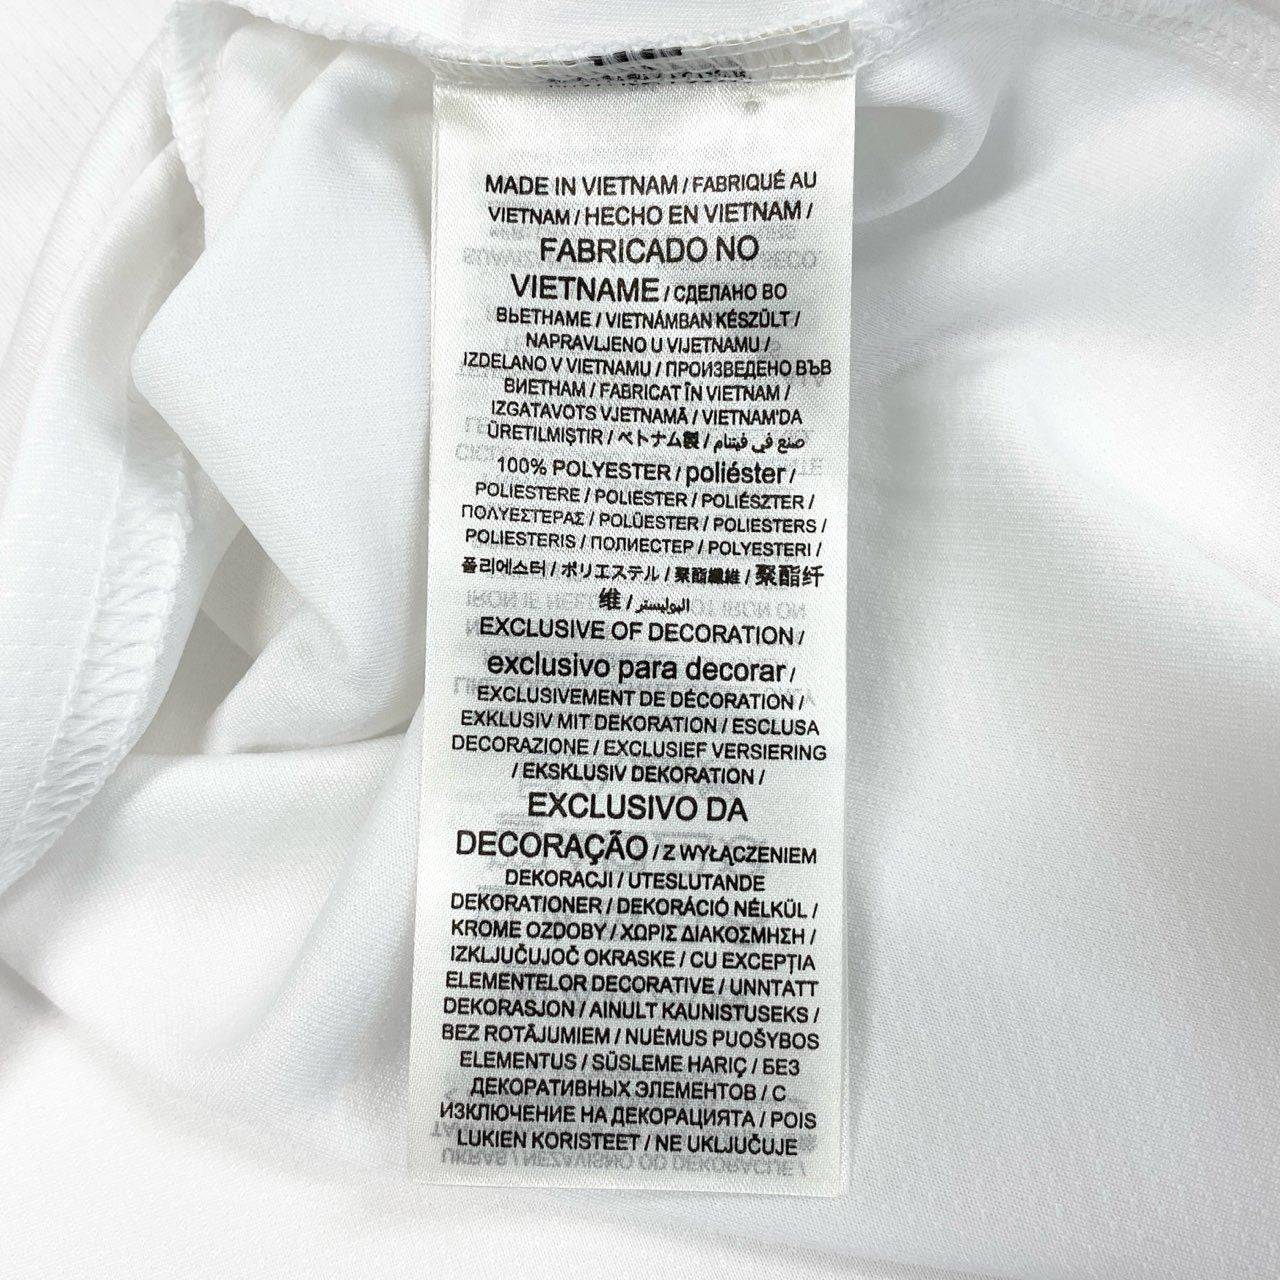 MADE IN VIETNAM / FABRIQUÉ AU
VIETNAM / HECHO EN VIETNAM /
FABRICADO NO
VIETNAME / СДЕЛАНО ВО
ВЬЕТНАМЕ / VIETNÁMBAN KÉSZÜLT /
NAPRAVLJENO U VIJETNAMU /
IZDELANO V VIETNAMU / ПРОИЗВЕДЕНО ВЪВ
ВИЕТНАМ / FABRICAT ÎN VIETNAM /
IZGATAVOTS VJETNAMĀ / VIETNAM'DA
ÜRETILMIŞTIR / ベトナム製 / صنع في فيتنام
100% POLYESTER / poliéster /
POLIESTERE / POLIESTER / POLIÉSZTER /
ΠΟΛΥΕΣΤΕΡΑΣ / POLÜESTER / POLIESTERS /
POLIESTERIS / ПОЛИЕСТЕР / POLYESTERI /
폴리에스터 / ポリエステル / 聚酯纖維 / 聚酯纤
维 / البوليستر
EXCLUSIVE OF DECORATION /
exclusivo para decorar /
EXCLUSIVEMENT DE DÉCORATION /
EXKLUSIV MIT DEKORATION / ESCLUSA
DECORAZIONE / EXCLUSIEF VERSIERING
/ EKSKLUSIV DEKORATION /
EXCLUSIVO DA
DECORAÇÃO / Z WYŁĄCZENIEM
DEKORACJI / UTESLUTANDE
DEKORATIONER / DEKORÁCIÓ NÉLKÜL /
KROME OZDOBY / ΧΩΡΙΣ ΔΙΑΚΟΣΜΗΣΗ /
IZKLJUČUJOČ OKRASKE / CU EXCEPȚIA
ELEMENTELOR DECORATIVE / UNNTATT
DEKORASJON / AINULT KAUNISTUSEKS /
BEZ ROTĀJUMIEM / NUÉMUS PUOŠYBOS
ELEMENTUS / SÜSLEME HARIÇ / БЕЗ
ДЕКОРАТИВНЫХ ЭЛЕМЕНТОВ / С
ИЗКЛЮЧЕНИЕ НА ДЕКОРАЦИЯТА / POIS
LUKIEN KORISTEET / NE UKLJUČUJE